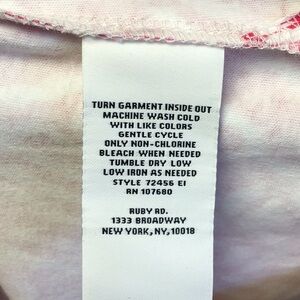 TURN GARMENT INSIDE OUT
MACHINE WASH COLD
WITH LIKE COLORS
GENTLE CYCLE
ONLY NON-CHLORINE
BLEACH WHEN NEEDED
TUMBLE DRY LOW
LOW IRON AS NEEDED
STYLE 72456 EI
RN 107680
RUBY RD.
1333 BROADWAY
NEW YORK, NY, 10018